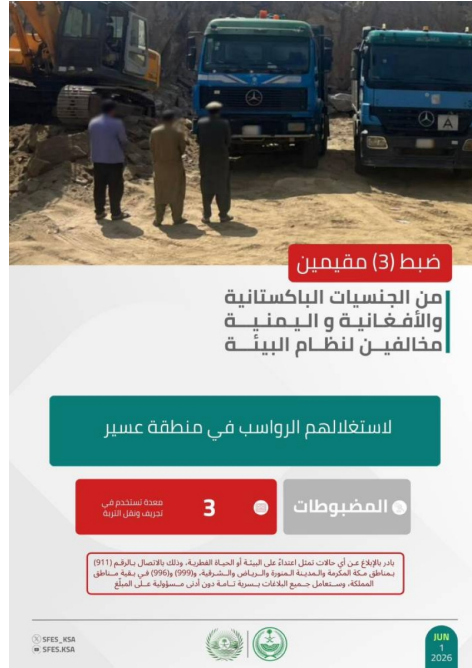 ضبط (3) مقيمين
من الجنسيات الباكستانية
والأفغانية و اليمنية
مخالفين لنظام البيئة
لاستغلالهم الرواسب في منطقة عسير
المضبوطات
3
معدة تستخدم في
تجريف ونقل التربة
بادر بالإبلاغ عن أي حالات تمثل اعتداءً على البيئة أو الحياة الفطرية، وذلك بالاتصال بالرقم (911)
بمناطق مكة المكرمة والمدينة المنورة والرياض والشرقية، و(999) و(996) في بقية مناطق
المملكة، وستعامل جميع البلاغات بسرية تامة دون أدنى مسؤولية على المبلّغ
SFES_KSA
SFES.KSA
JUN
1
2026
A